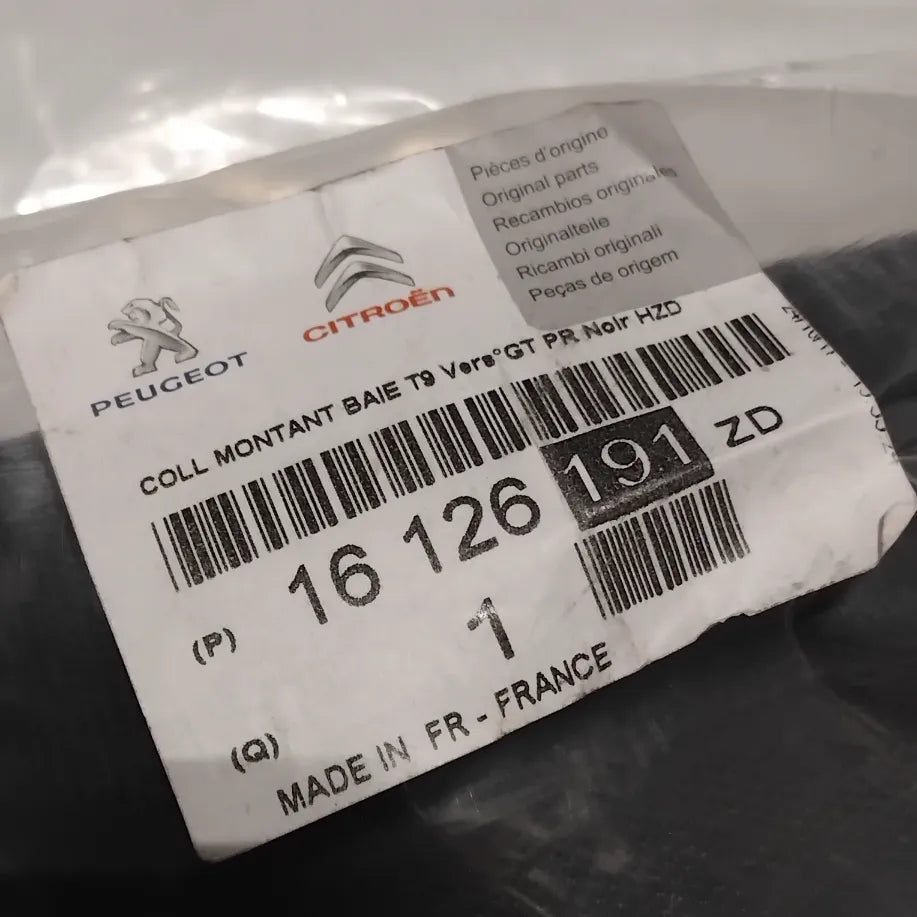 PEUGEOT
CITROËN
Pièces d'origine
Original parts
Recambios originales
Originalteile
Ricambi originali
Peças de origem
COLL MONTANT BAIE T9 Vers°GT PR Noir HZD
(P) 16 126 191 ZD
(Q) 1
MADE IN FR - FRANCE